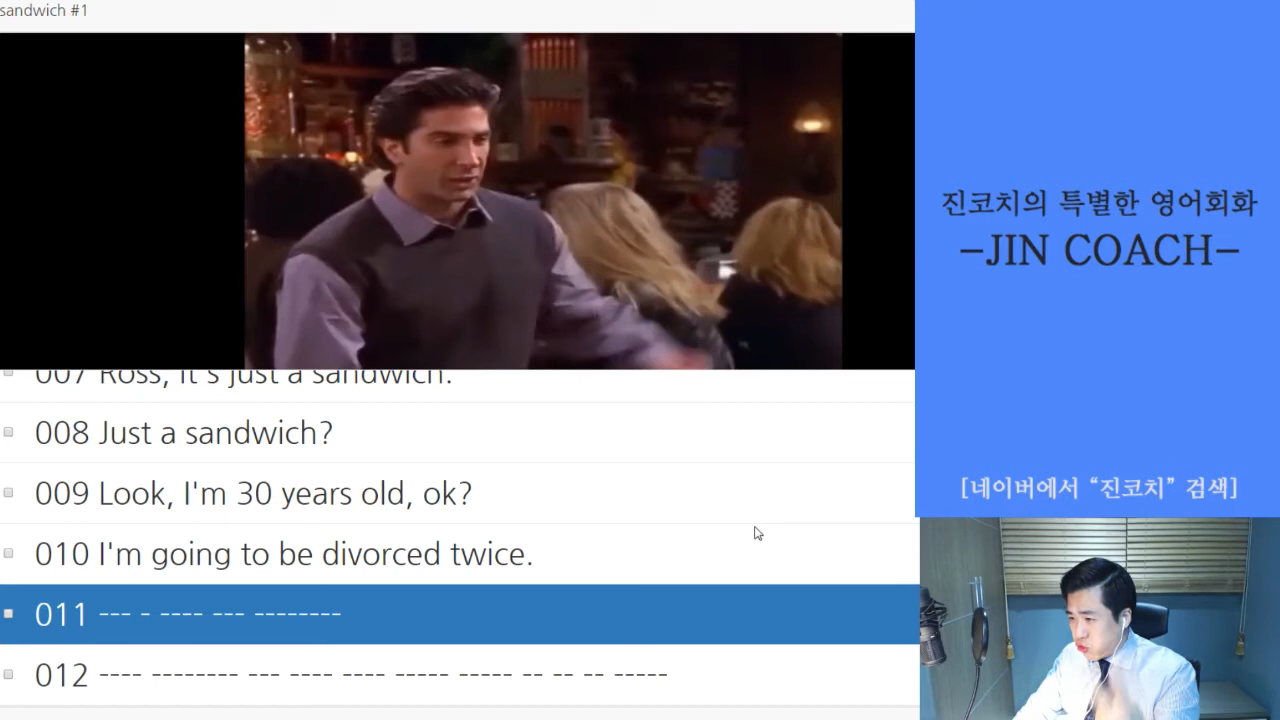 sandwich #1
007 Ross, it's just a sandwich.
008 Just a sandwich?
009 Look, I'm 30 years old, ok?
010 I'm going to be divorced twice.
011 --- - ---- --- --------
012 ---- -------- --- ---- ---- ----- ----- -- -- -- -----
진코치의 특별한 영어회화
–JIN COACH–
[네이버에서 “진코치” 검색]